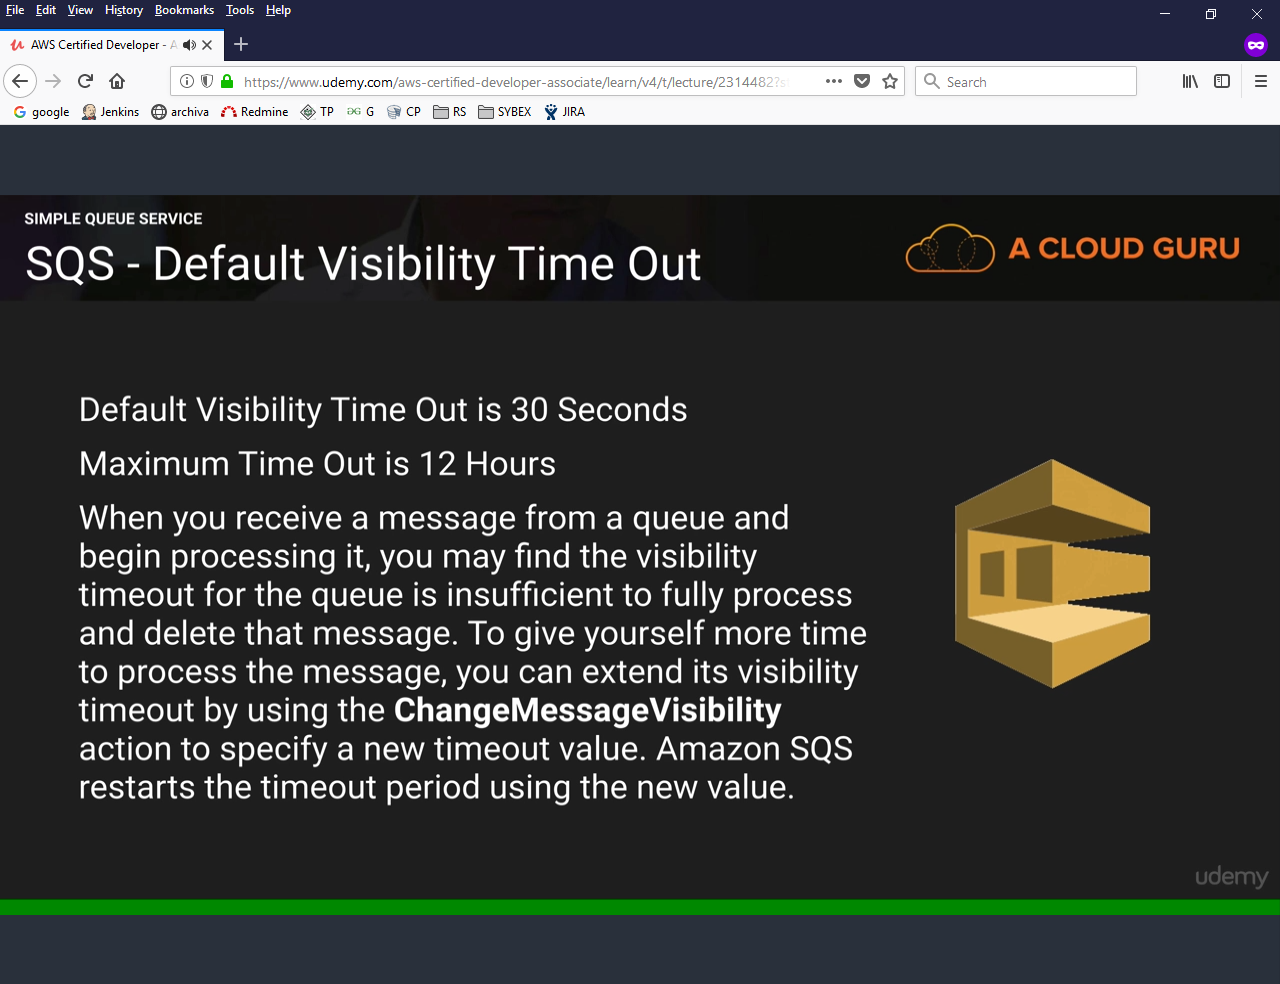 File Edit View History Bookmarks Tools Help
AWS Certified Developer - A
https://www.udemy.com/aws-certified-developer-associate/learn/v4/t/lecture/2314482?s
Search
google Jenkins archiva Redmine TP G CP RS SYBEX JIRA
SIMPLE QUEUE SERVICE
SQS - Default Visibility Time Out
A CLOUD GURU
Default Visibility Time Out is 30 Seconds
Maximum Time Out is 12 Hours
When you receive a message from a queue and
begin processing it, you may find the visibility
timeout for the queue is insufficient to fully process
and delete that message. To give yourself more time
to process the message, you can extend its visibility
timeout by using the ChangeMessageVisibility
action to specify a new timeout value. Amazon SQS
restarts the timeout period using the new value.
udemy